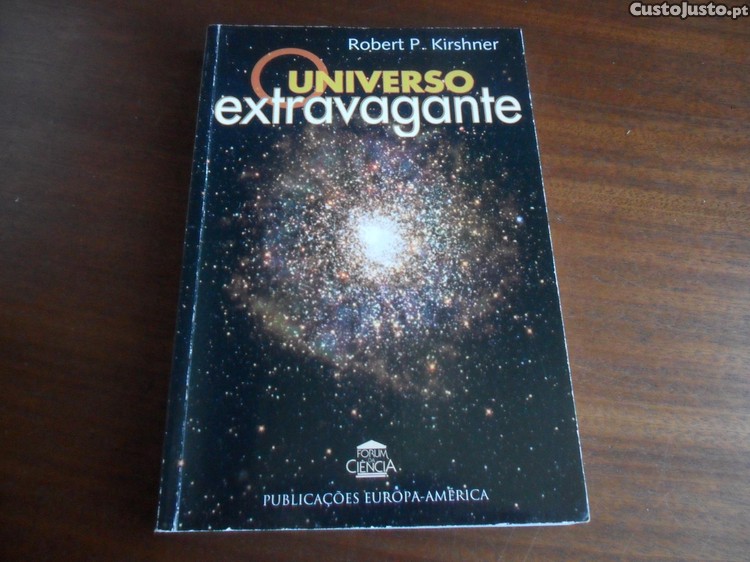 CustoJusto.pt
Robert P. Kirshner
O UNIVERSO
extravagante
FORUM
DA
CIÊNCIA
PUBLICAÇÕES EUROPA-AMÉRICA